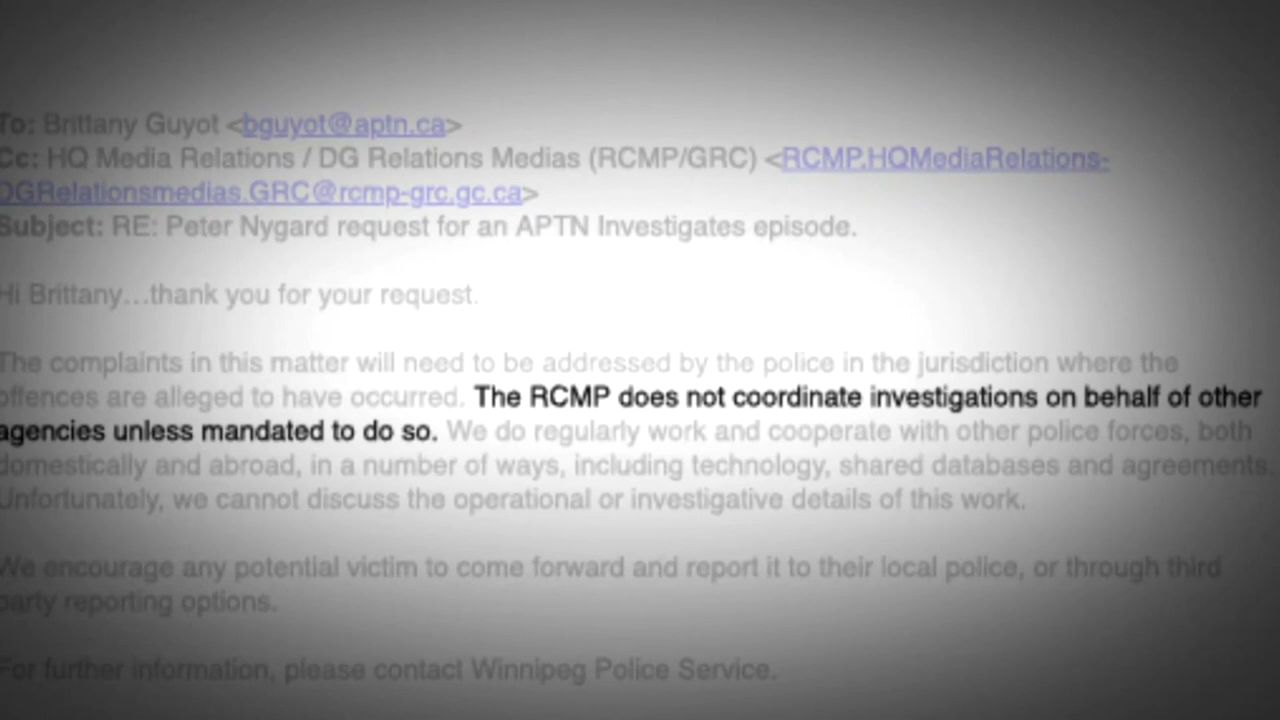 To: Brittany Guyot <bguyot@aptn.ca>
Cc: HQ Media Relations / DG Relations Medias (RCMP/GRC) <RCMP.HQMediaRelations-
DGRelationsmedias.GRC@rcmp-grc.gc.ca>
Subject: RE: Peter Nygard request for an APTN Investigates episode.
Hi Brittany...thank you for your request.
The complaints in this matter will need to be addressed by the police in the jurisdiction where the
offences are alleged to have occurred. The RCMP does not coordinate investigations on behalf of other
agencies unless mandated to do so. We do regularly work and cooperate with other police forces, both
domestically and abroad, in a number of ways, including technology, shared databases and agreements.
Unfortunately, we cannot discuss the operational or investigative details of this work.
We encourage any potential victim to come forward and report it to their local police, or through third
party reporting options.
For further information, please contact Winnipeg Police Service.